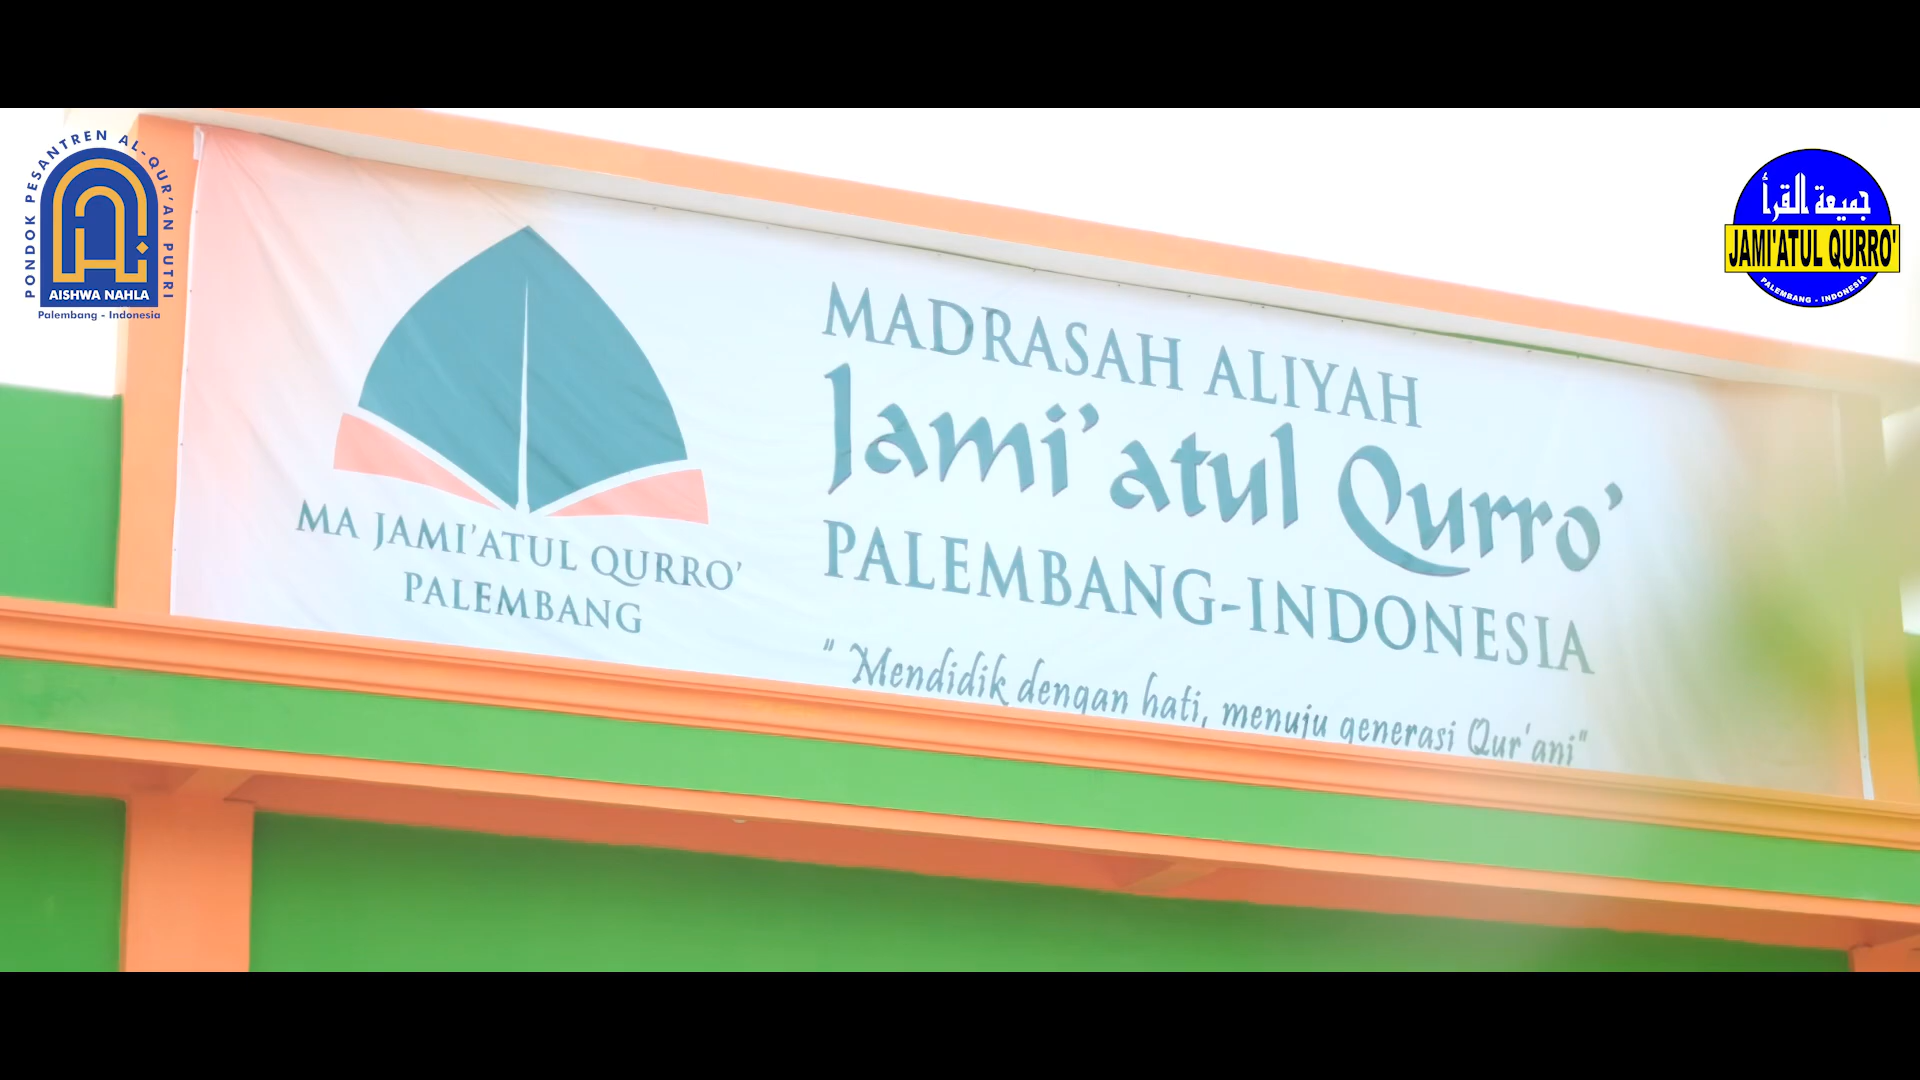 PONDOK PESANTREN AL-QUR'AN PUTRI
AISHWA NAHLA
Palembang - Indonesia
جميعة القرأ
JAMI'ATUL QURRO'
PALEMBANG - INDONESIA
MA JAMI'ATUL QURRO'
PALEMBANG
MADRASAH ALIYAH
Jami'atul Qurro'
PALEMBANG-INDONESIA
" Mendidik dengan hati, menuju generasi Qur'ani"